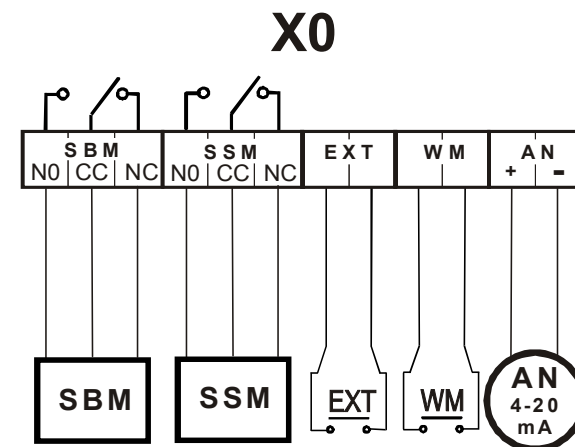 X0
SBM SSM EXT WM AN
N0 CC NC N0 CC NC + -
SBM SSM EXT WM AN
4-20
mA